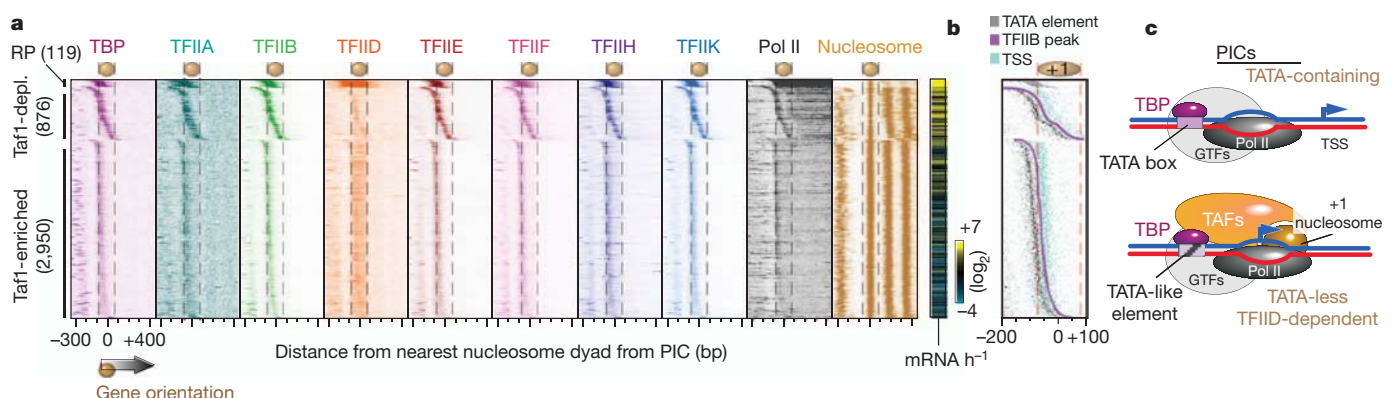 a
RP (119)
TBP
TFIIA
TFIIB
TFIID
TFIIE
TFIIF
TFIIH
TFIIK
Pol II
Nucleosome
Taf1-depl.
(876)
Taf1-enriched
(2,950)
−300 0 +400
Distance from nearest nucleosome dyad from PIC (bp)
Gene orientation
+7
(log2)
−4
mRNA h−1
b
TATA element
TFIIB peak
TSS
+1
−200 0 +100
c
PICs
TATA-containing
TBP
Pol II
GTFs
TSS
TATA box
TAFs
+1
nucleosome
TBP
Pol II
GTFs
TATA-like
element
TATA-less
TFIID-dependent